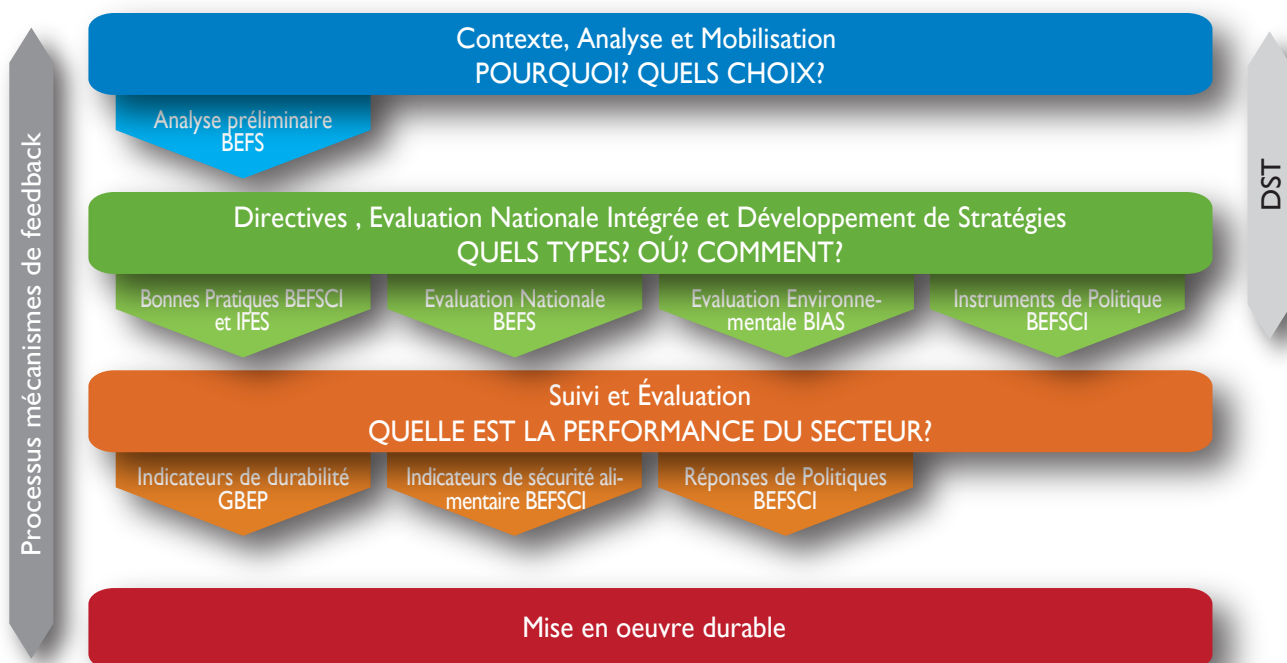 Contexte, Analyse et Mobilisation
POURQUOI? QUELS CHOIX?
Analyse préliminaire
BEFS
Directives , Evaluation Nationale Intégrée et Développement de Stratégies
QUELS TYPES? OÚ? COMMENT?
Bonnes Pratiques BEFSCI
et IFES
Evaluation Nationale
BEFS
Evaluation Environne-
mentale BIAS
Instruments de Politique
BEFSCI
Suivi et Évaluation
QUELLE EST LA PERFORMANCE DU SECTEUR?
Indicateurs de durabilité
GBEP
Indicateurs de sécurité ali-
mentaire BEFSCI
Réponses de Politiques
BEFSCI
Mise en oeuvre durable
Processus mécanismes de feedback
DST